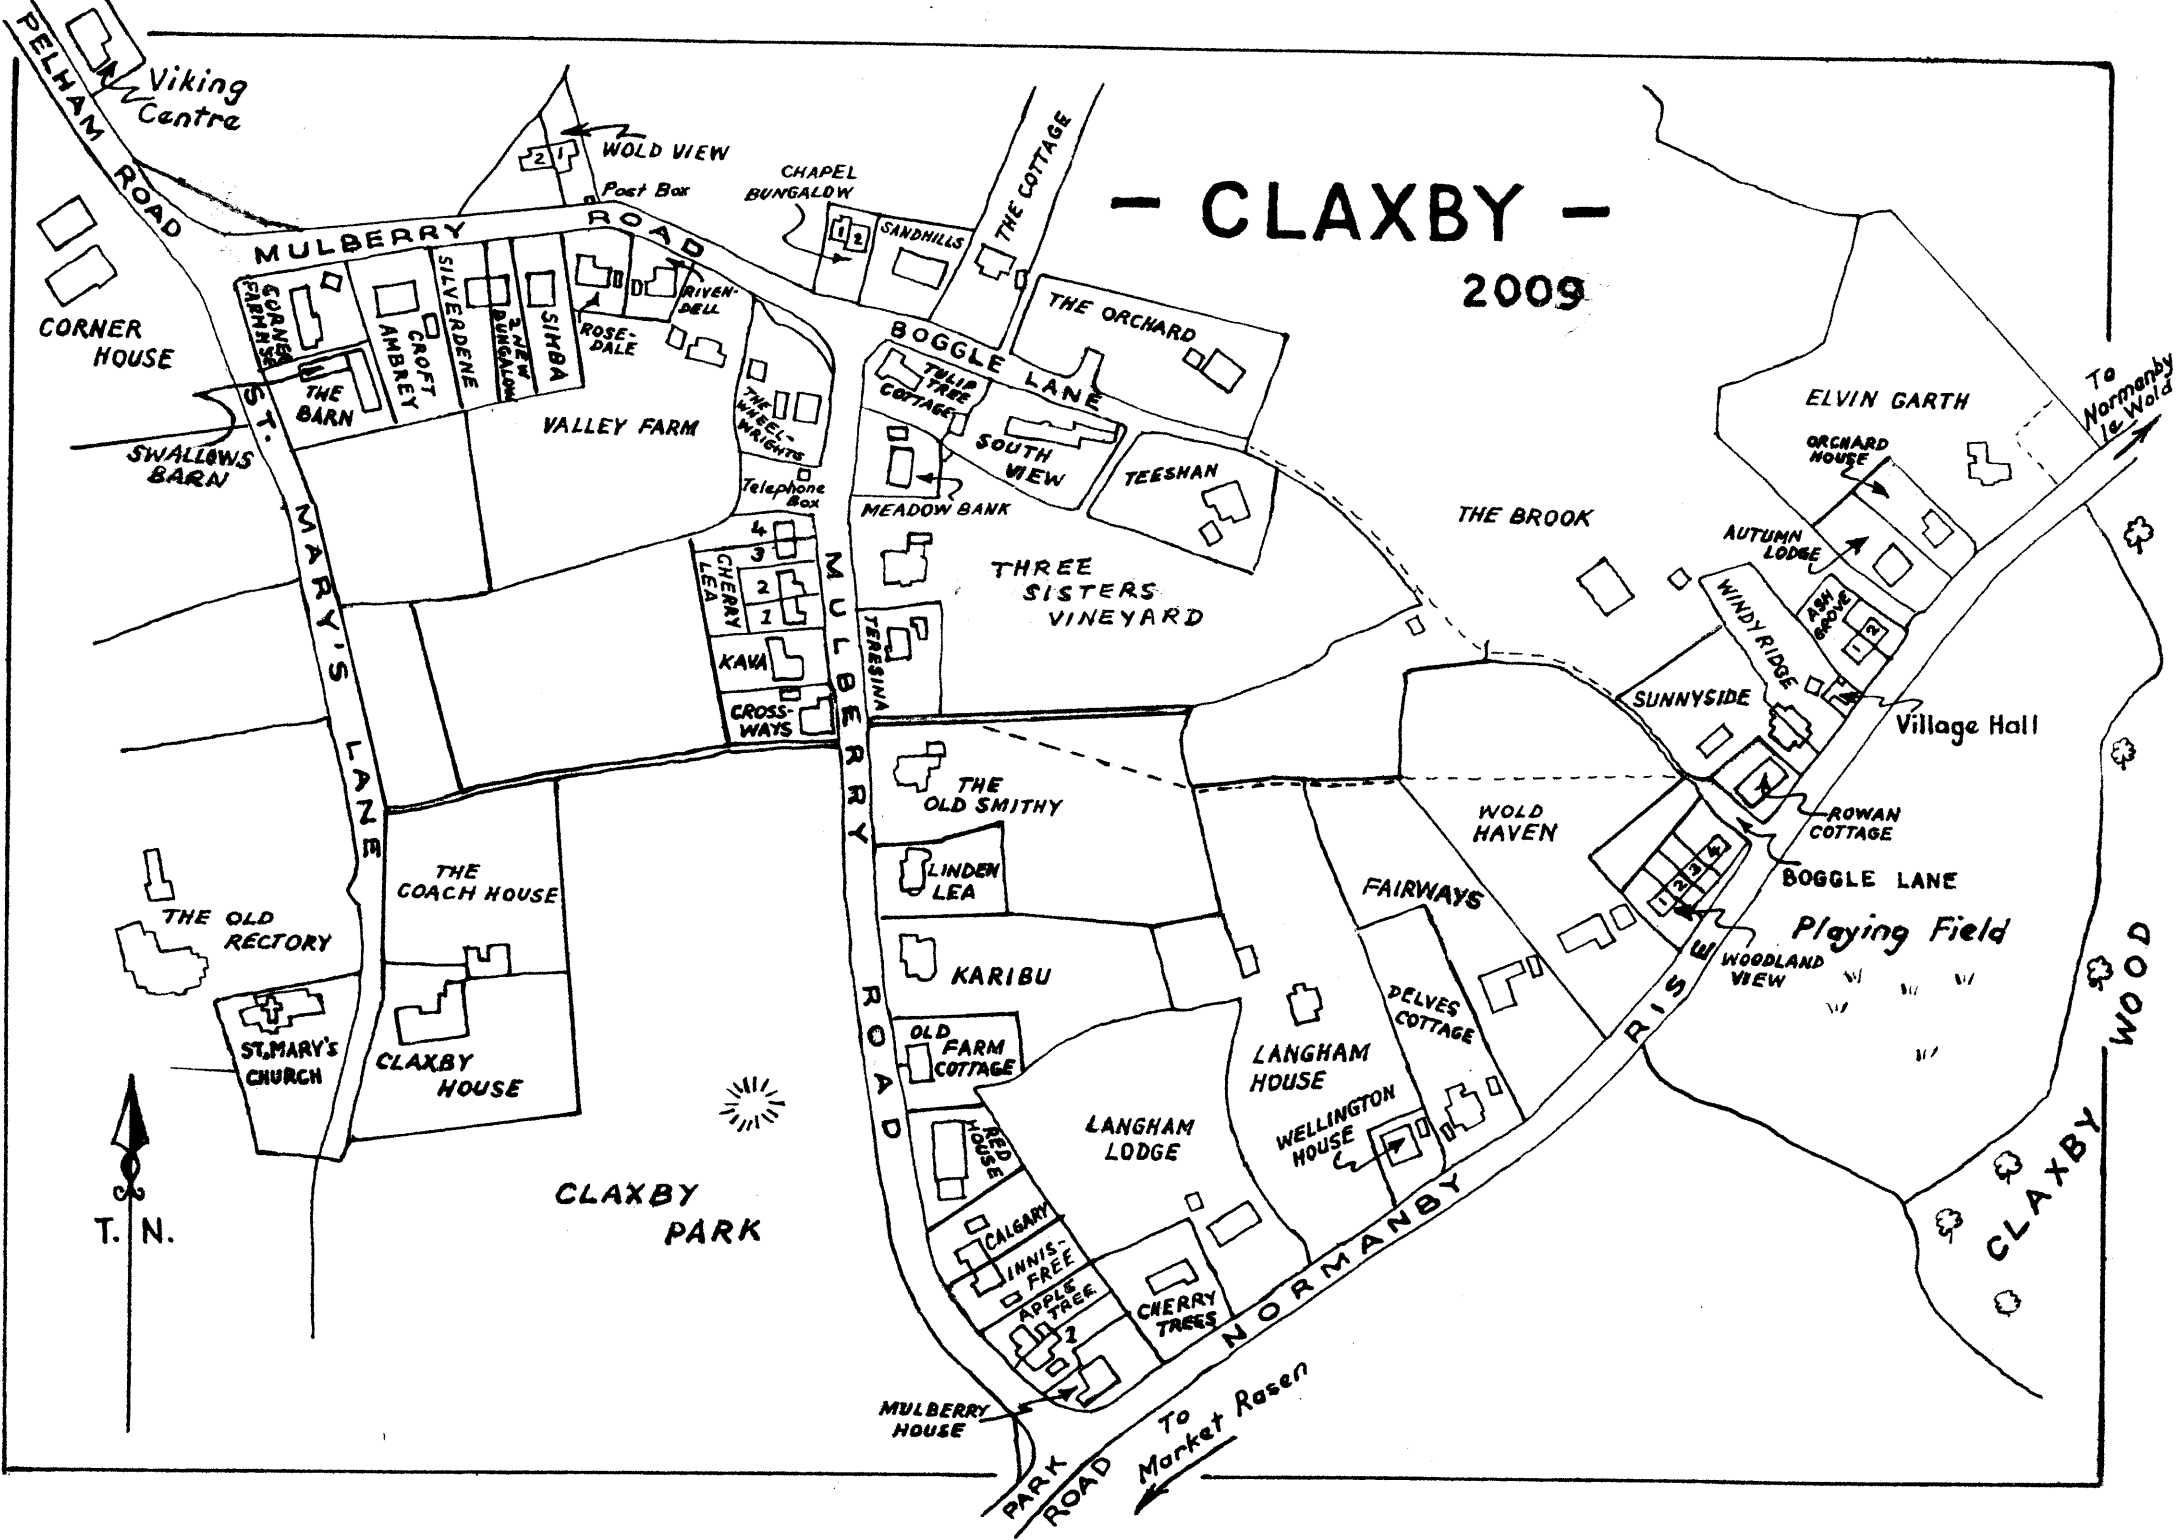 PELHAM ROAD
Viking
Centre
- CLAXBY -
2009
2 1
WOLD VIEW
Post Box
CHAPEL
BUNGALOW
1 2
SANDHILLS
THE COTTAGE
MULBERRY ROAD
CORNER
HOUSE
CORNER
FARM HSE
THE
BARN
SWALLOWS
BARN
AMBREY
CROFT
SILVERDENE
2 NEW
BUNGALOW
SIMBA
ROSE-
DALE
RIVEN-
DELL
D
VALLEY FARM
THE
WHEEL-
WRIGHTS
Telephone
Box
BOGGLE LANE
THE ORCHARD
TULIP
TREE
COTTAGE
SOUTH
VIEW
TEESHAN
MEADOW BANK
THREE
SISTERS
VINEYARD
THE BROOK
ELVIN GARTH
To
Normanby
le Wold
ORCHARD
HOUSE
AUTUMN
LODGE
ASH
GROVE
1 2
WINDYRIDGE
SUNNYSIDE
Village Hall
ROWAN
COTTAGE
BOGGLE LANE
WOODLAND
VIEW
1 2 3 4
Playing Field
CLAXBY WOOD
ST. MARY'S LANE
CHERRY
LEA
4
3
2
1
KAVA
CROSS-
WAYS
MULBERRY ROAD
TERESINA
THE
OLD SMITHY
LINDEN
LEA
KARIBU
OLD
FARM
COTTAGE
RED
HOUSE
CALGARY
INNIS-
FREE
APPLE
TREE
2
MULBERRY
HOUSE
CHERRY
TREES
LANGHAM
LODGE
LANGHAM
HOUSE
WELLINGTON
HOUSE
DELVES
COTTAGE
FAIRWAYS
WOLD
HAVEN
NORMANBY RISE
THE
COACH HOUSE
THE OLD
RECTORY
ST. MARY'S
CHURCH
CLAXBY
HOUSE
CLAXBY
PARK
T. N.
PARK
ROAD
To
Market Rasen